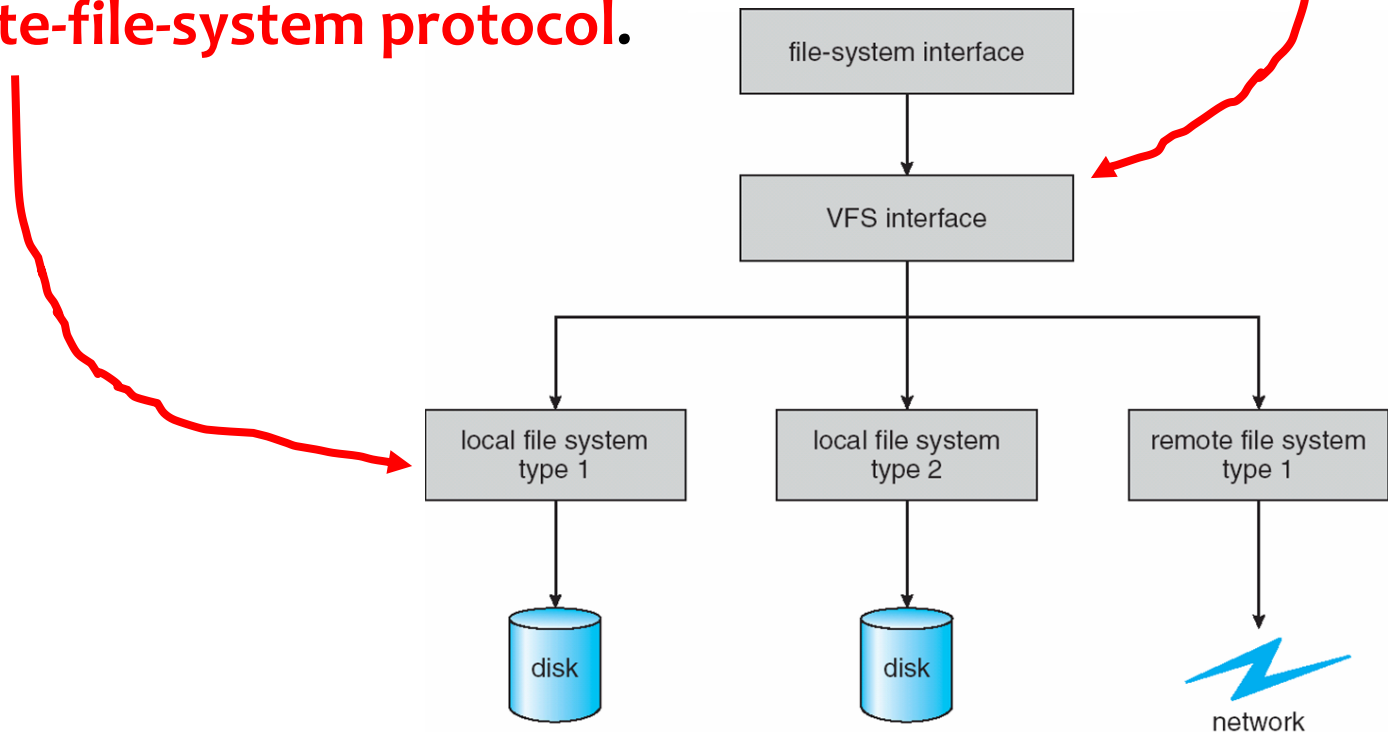 te-file-system protocol.
file-system interface
VFS interface
local file system
type 1
local file system
type 2
remote file system
type 1
disk
disk
network